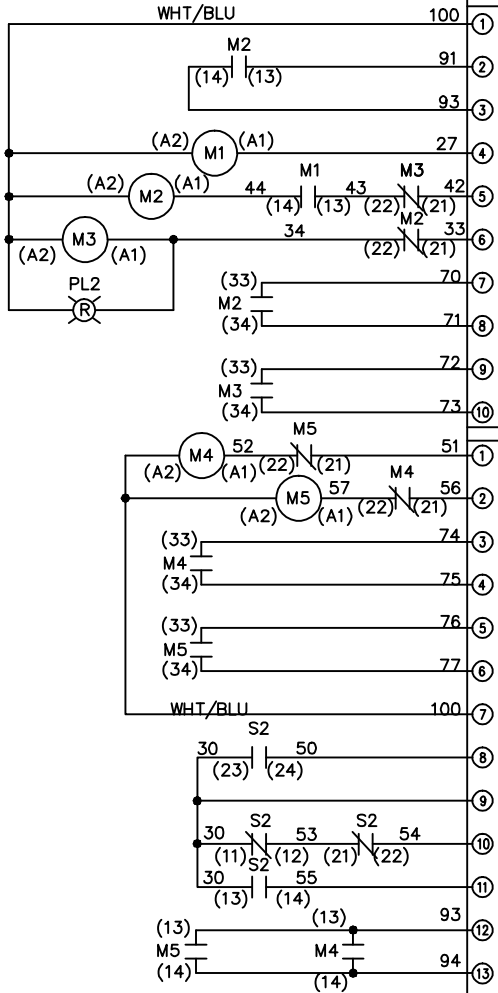 WHT/BLU 100 1
M2 91 2
(14) (13)
93 3
(A2) M1 (A1) 27 4
(A2) M2 (A1) 44 M1 43 M3 42 5
(14) (13) (22) (21)
M3 34 M2 33 6
(A2) (A1) (22) (21)
PL2
R
(33) 70 7
M2
(34) 71 8
(33) 72 9
M3
(34) 73 10
M4 52 M5 51 1
(A2) (A1) (22) (21)
M5 57 M4 56 2
(A2) (A1) (22) (21)
(33) 74 3
M4
(34) 75 4
(33) 76 5
M5
(34) 77 6
WHT/BLU 100 7
S2
30 50 8
(23) (24)
9
S2 S2
30 53 54 10
(11) (12) (21) (22)
S2
30 55 11
(13) (14)
(13) (13) 93 12
M5 M4
(14) (14) 94 13